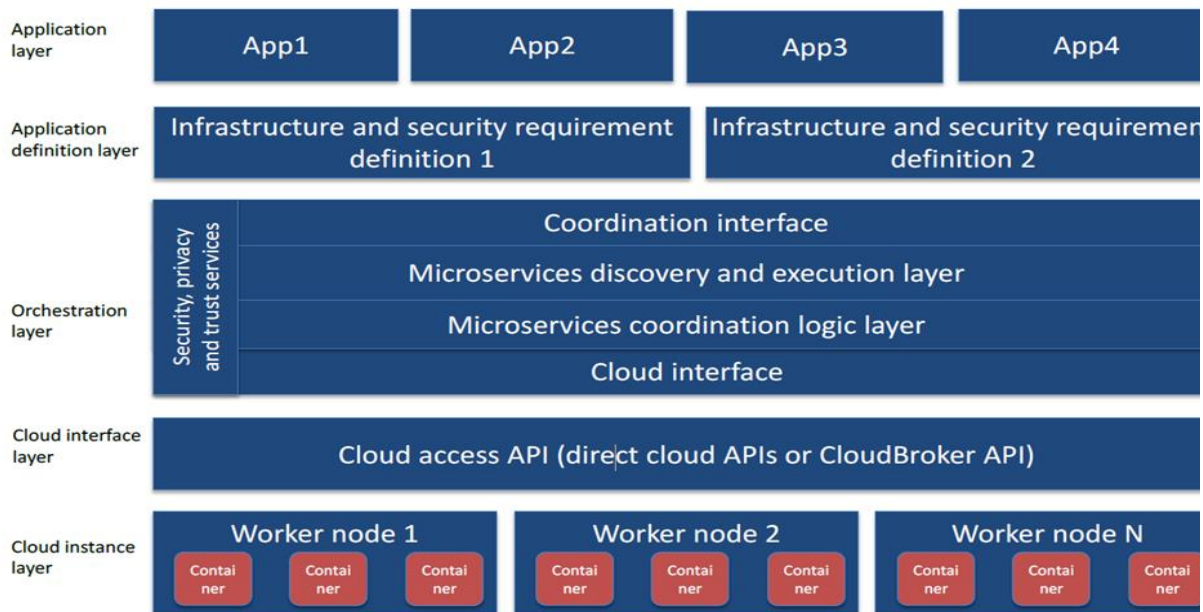 Application
layer
App1
App2
App3
App4
Application
definition layer
Infrastructure and security requirement
definition 1
Infrastructure and security requiremen
definition 2
Orchestration
layer
Security, privacy
and trust services
Coordination interface
Microservices discovery and execution layer
Microservices coordination logic layer
Cloud interface
Cloud interface
layer
Cloud access API (direct cloud APIs or CloudBroker API)
Cloud instance
layer
Worker node 1
Contai
ner
Contai
ner
Contai
ner
Worker node 2
Contai
ner
Contai
ner
Contai
ner
Worker node N
Contai
ner
Contai
ner
Contai
ner